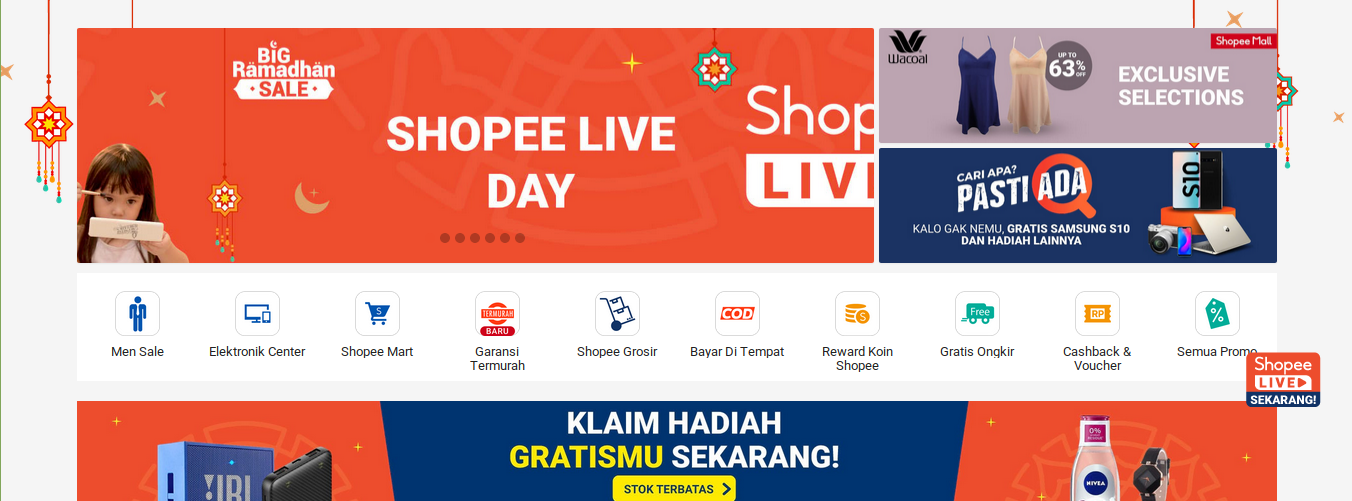 BIG
Ramadhan
SALE
SHOPEE LIVE
DAY
Shop
LIV
Wacoal
UP TO
63%
OFF
EXCLUSIVE
SELECTIONS
Shopee Mall
CARI APA?
PASTI ADA
KALO GAK NEMU, GRATIS SAMSUNG S10
DAN HADIAH LAINNYA
S10
S
TERMURAH
BARU
COD
S
Free
RP
%
Men Sale
Elektronik Center
Shopee Mart
Garansi
Termurah
Shopee Grosir
Bayar Di Tempat
Reward Koin
Shopee
Gratis Ongkir
Cashback &
Voucher
Semua Promo
Shopee
LIVE
SEKARANG!
KLAIM HADIAH
GRATISMU SEKARANG!
STOK TERBATAS
JBL
0%
NIVEA